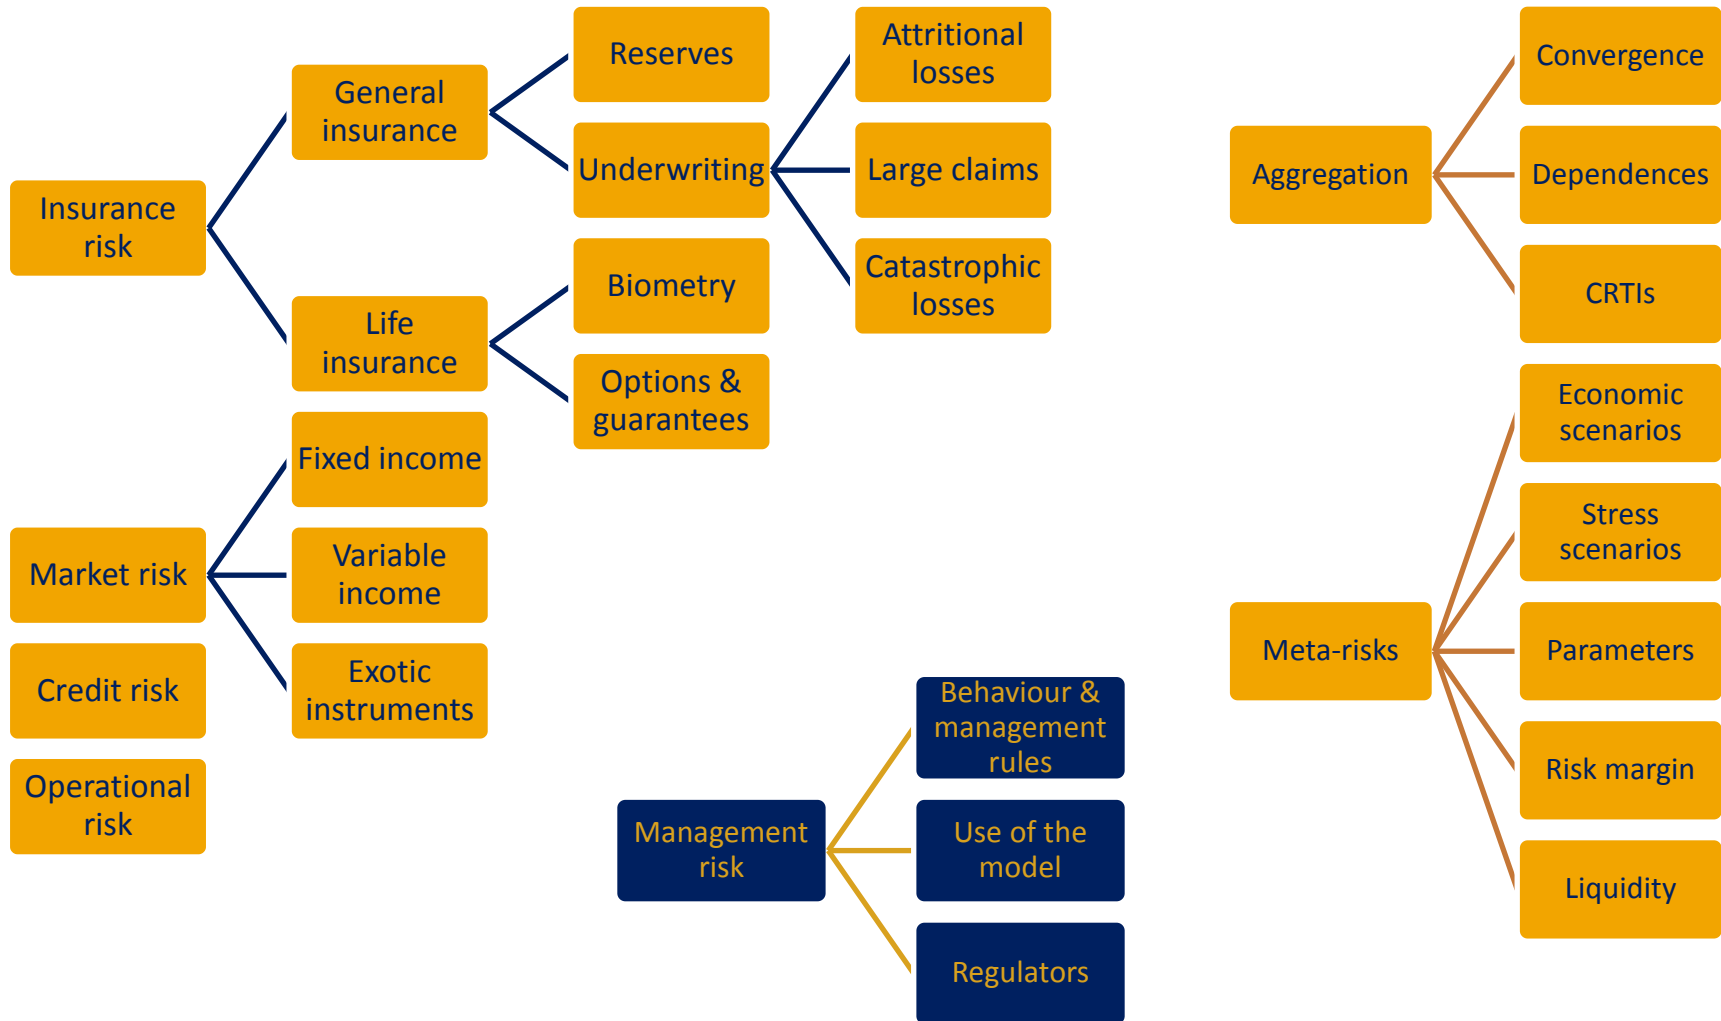 Insurance
risk
General
insurance
Reserves
Underwriting
Attritional
losses
Large claims
Catastrophic
losses
Life
insurance
Biometry
Options &
guarantees
Market risk
Fixed income
Variable
income
Exotic
instruments
Credit risk
Operational
risk
Management
risk
Behaviour &
management
rules
Use of the
model
Regulators
Aggregation
Convergence
Dependences
CRTIs
Meta-risks
Economic
scenarios
Stress
scenarios
Parameters
Risk margin
Liquidity